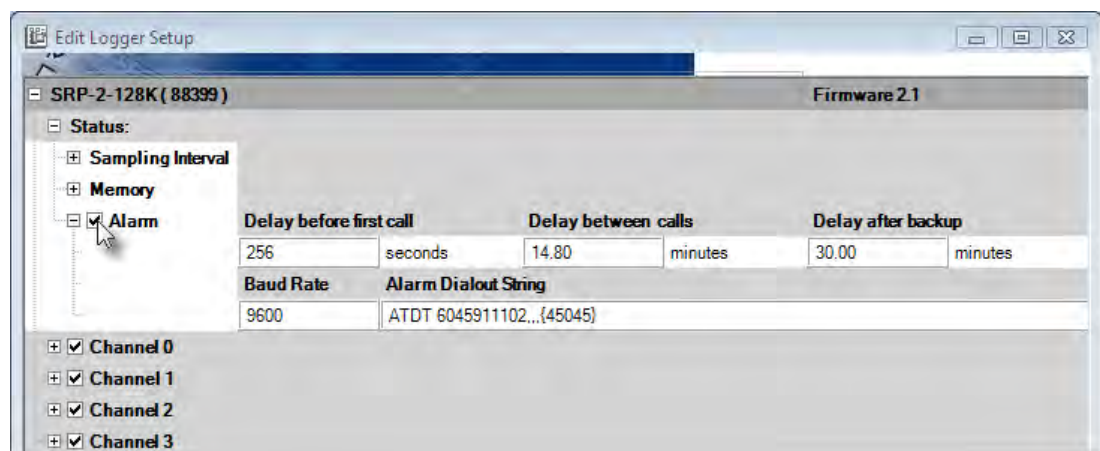 Edit Logger Setup
SRP-2-128K ( 88399 ) Firmware 2.1
Status:
Sampling Interval
Memory
Alarm Delay before first call Delay between calls Delay after backup
256 seconds 14.80 minutes 30.00 minutes
Baud Rate Alarm Dialout String
9600 ATDT 6045911102,,,{45045}
Channel 0
Channel 1
Channel 2
Channel 3